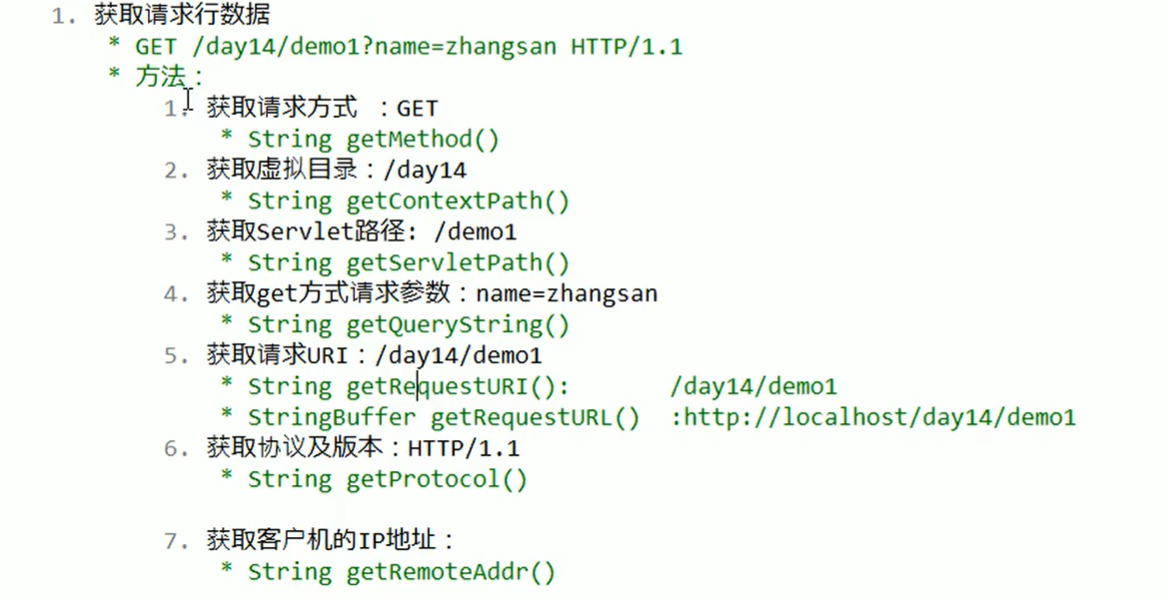 1. 获取请求行数据
* GET /day14/demo1?name=zhangsan HTTP/1.1
* 方法：
1. 获取请求方式 ：GET
* String getMethod()
2. 获取虚拟目录：/day14
* String getContextPath()
3. 获取Servlet路径: /demo1
* String getServletPath()
4. 获取get方式请求参数：name=zhangsan
* String getQueryString()
5. 获取请求URI：/day14/demo1
* String getRequestURI(): /day14/demo1
* StringBuffer getRequestURL() :http://localhost/day14/demo1
6. 获取协议及版本：HTTP/1.1
* String getProtocol()
7. 获取客户机的IP地址：
* String getRemoteAddr()